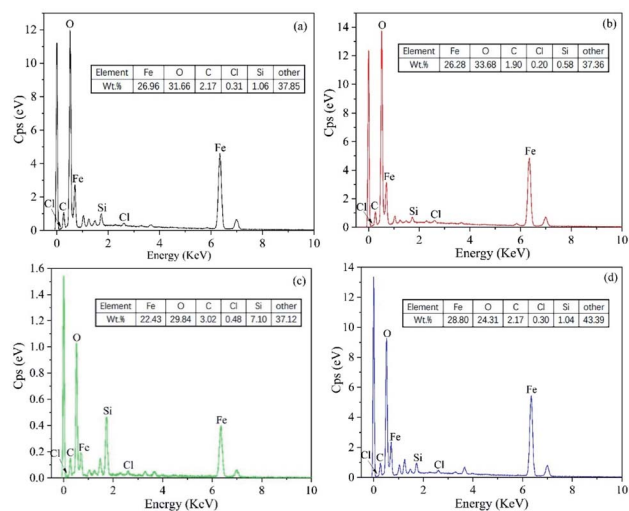 (a)
O
Element Fe O C Cl Si other
Wt.% 26.96 31.66 2.17 0.31 1.06 37.85
Fe
Fe
Cl C Si Cl
12
10
8
6
4
2
0
Cps (eV)
0 2 4 6 8 10
Energy (KeV)
(b)
O
Element Fe O C Cl Si other
Wt.% 26.28 33.68 1.90 0.20 0.58 37.36
Fe
Fe
Cl C Si Cl
14
12
10
8
6
4
2
0
Cps (eV)
0 2 4 6 8 10
Energy (KeV)
(c)
Element Fe O C Cl Si other
Wt.% 22.43 29.84 3.02 0.48 7.10 37.12
O
Si Fe
Cl C Fe Cl
1.6
1.4
1.2
1.0
0.8
0.6
0.4
0.2
0.0
Cps (eV)
0 2 4 6 8 10
Energy (KeV)
(d)
Element Fe O C Cl Si other
Wt.% 28.80 24.31 2.17 0.30 1.04 43.39
O
Fe
Fe
Cl C Si Cl
14
12
10
8
6
4
2
0
Cps (eV)
0 2 4 6 8 10
Energy (KeV)